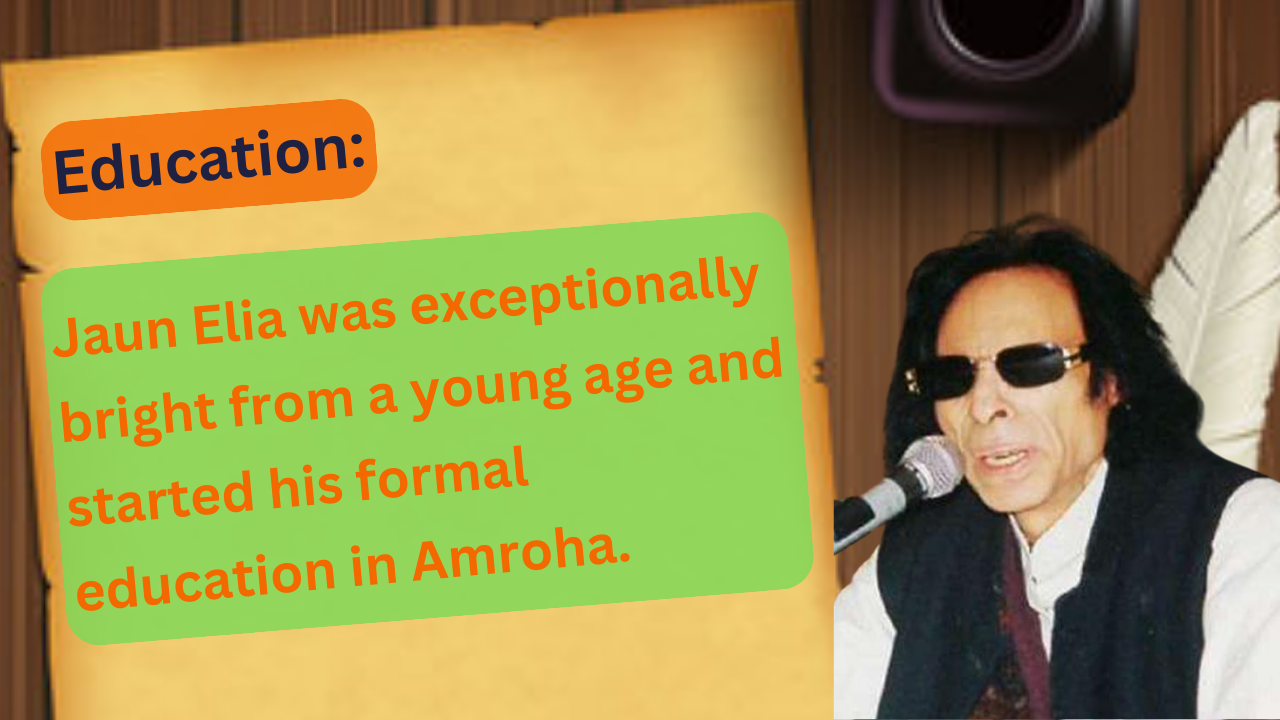 Education:
Jaun Elia was exceptionally
bright from a young age and
started his formal
education in Amroha.